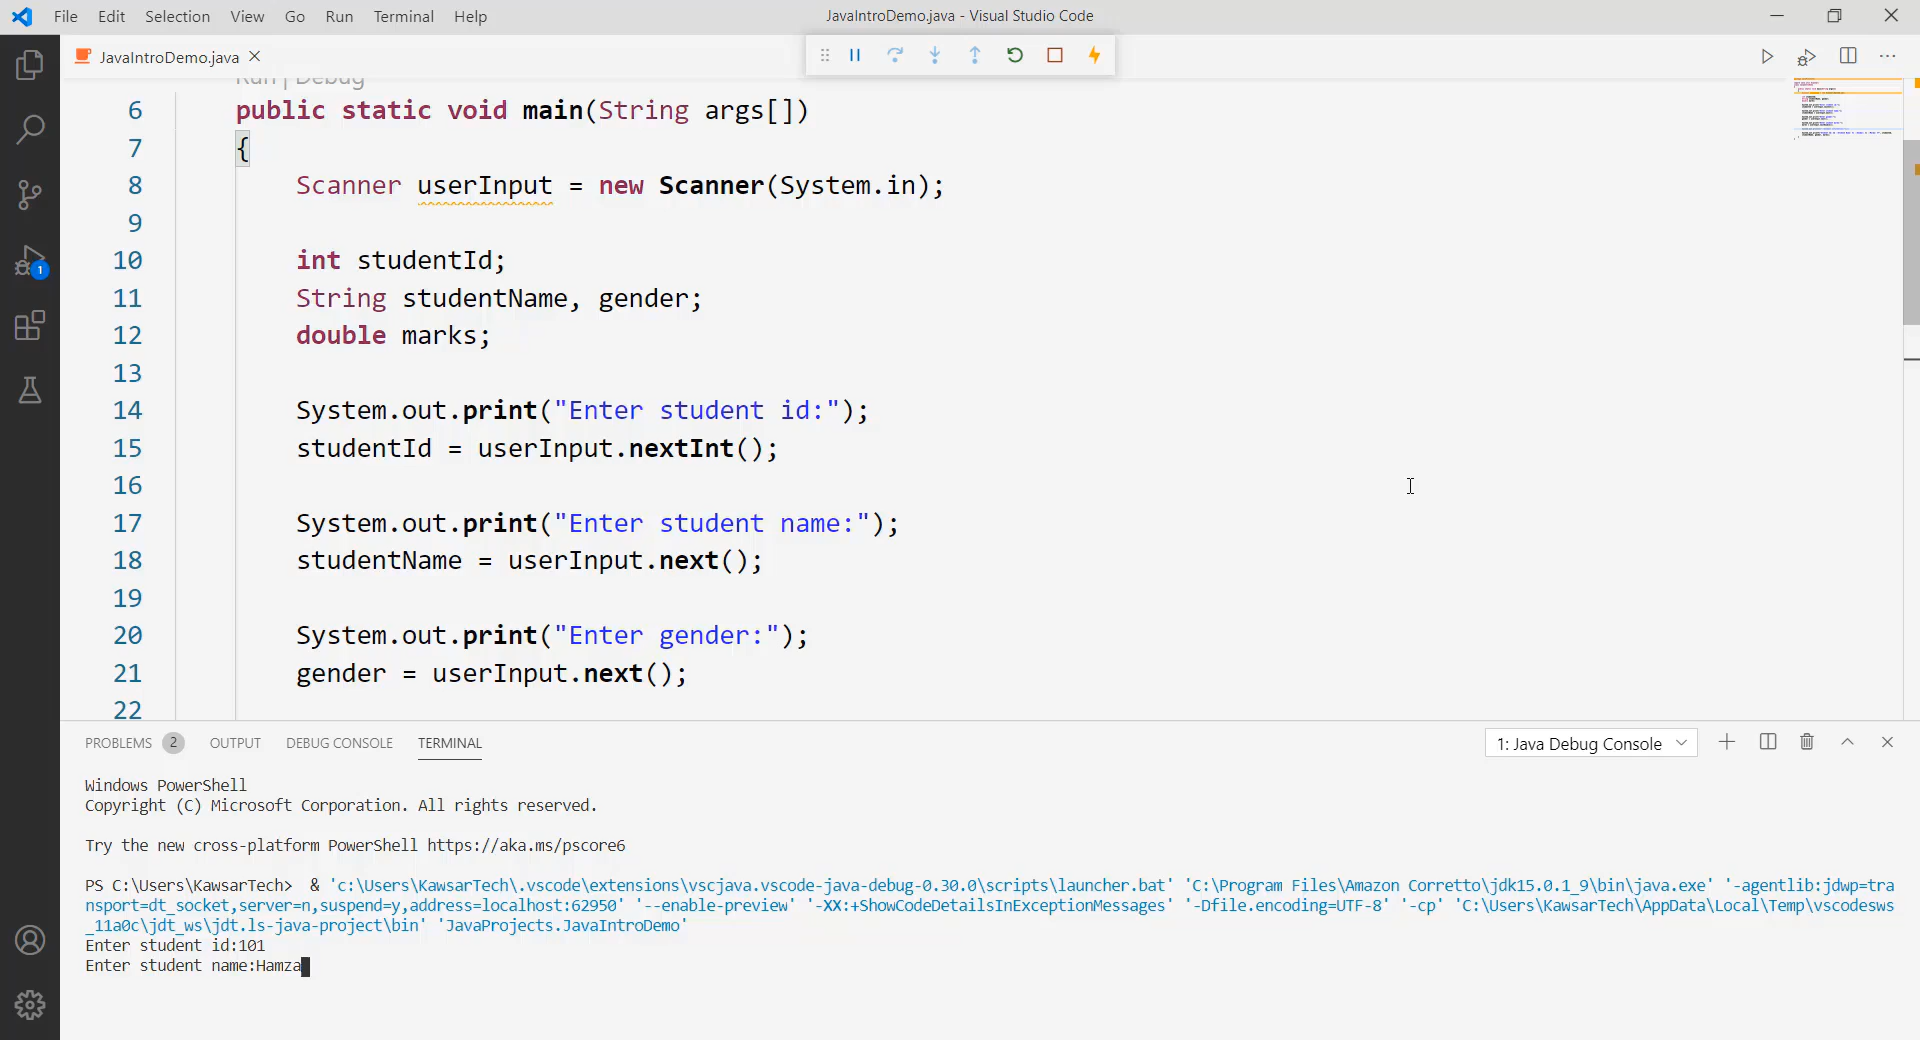 File Edit Selection View Go Run Terminal Help
JavaIntroDemo.java - Visual Studio Code
JavaIntroDemo.java
Run | Debug
6 public static void main(String args[])
7 {
8 Scanner userInput = new Scanner(System.in);
9
10 int studentId;
11 String studentName, gender;
12 double marks;
13
14 System.out.print("Enter student id:");
15 studentId = userInput.nextInt();
16
17 System.out.print("Enter student name:");
18 studentName = userInput.next();
19
20 System.out.print("Enter gender:");
21 gender = userInput.next();
22
1
PROBLEMS 2 OUTPUT DEBUG CONSOLE TERMINAL
1: Java Debug Console
Windows PowerShell
Copyright (C) Microsoft Corporation. All rights reserved.
Try the new cross-platform PowerShell https://aka.ms/pscore6
PS C:\Users\KawsarTech>  & 'c:\Users\KawsarTech\.vscode\extensions\vscjava.vscode-java-debug-0.30.0\scripts\launcher.bat' 'C:\Program Files\Amazon Corretto\jdk15.0.1_9\bin\java.exe' '-agentlib:jdwp=tra
nsport=dt_socket,server=n,suspend=y,address=localhost:62950' '--enable-preview' '-XX:+ShowCodeDetailsInExceptionMessages' '-Dfile.encoding=UTF-8' '-cp' 'C:\Users\KawsarTech\AppData\Local\Temp\vscodesws
_11a0c\jdt_ws\jdt.ls-java-project\bin' 'JavaProjects.JavaIntroDemo'
Enter student id:101
Enter student name:Hamza